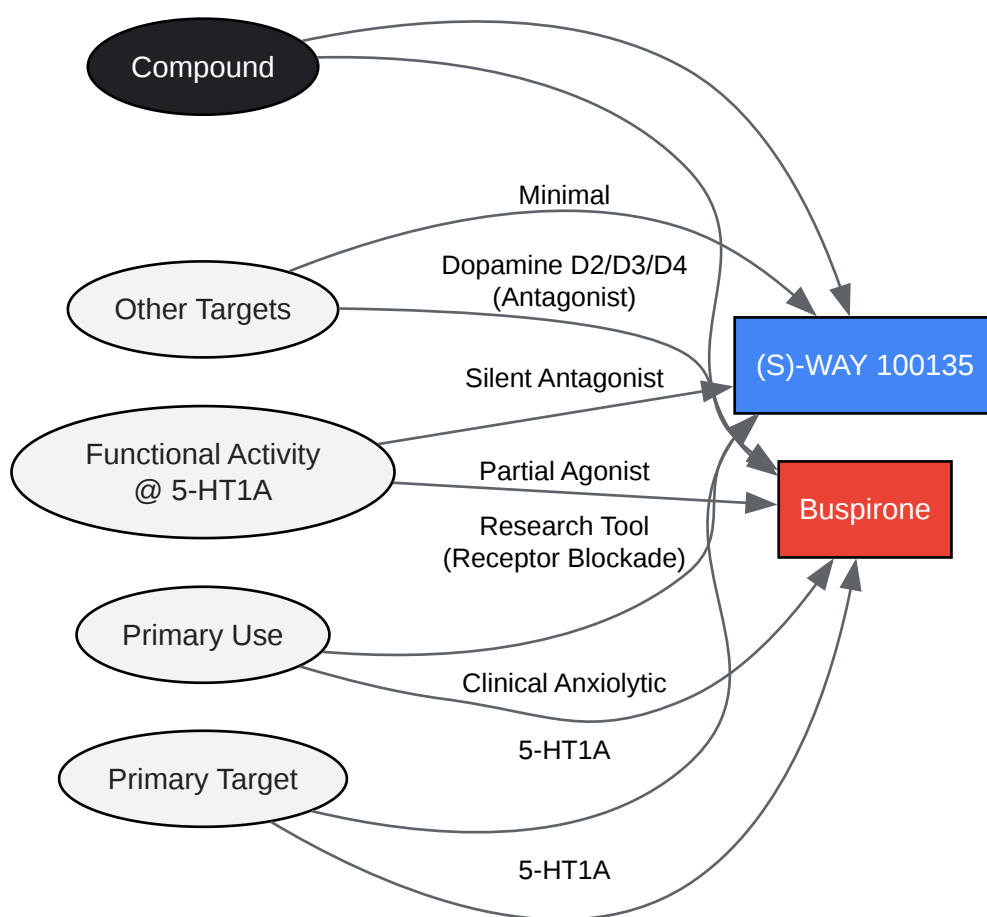 Compound
Minimal
Dopamine D2/D3/D4
(Antagonist)
Other Targets
(S)-WAY 100135
Silent Antagonist
Functional Activity
@ 5-HT1A
Partial Agonist
Buspirone
Research Tool
(Receptor Blockade)
Primary Use
Clinical Anxiolytic
5-HT1A
Primary Target
5-HT1A